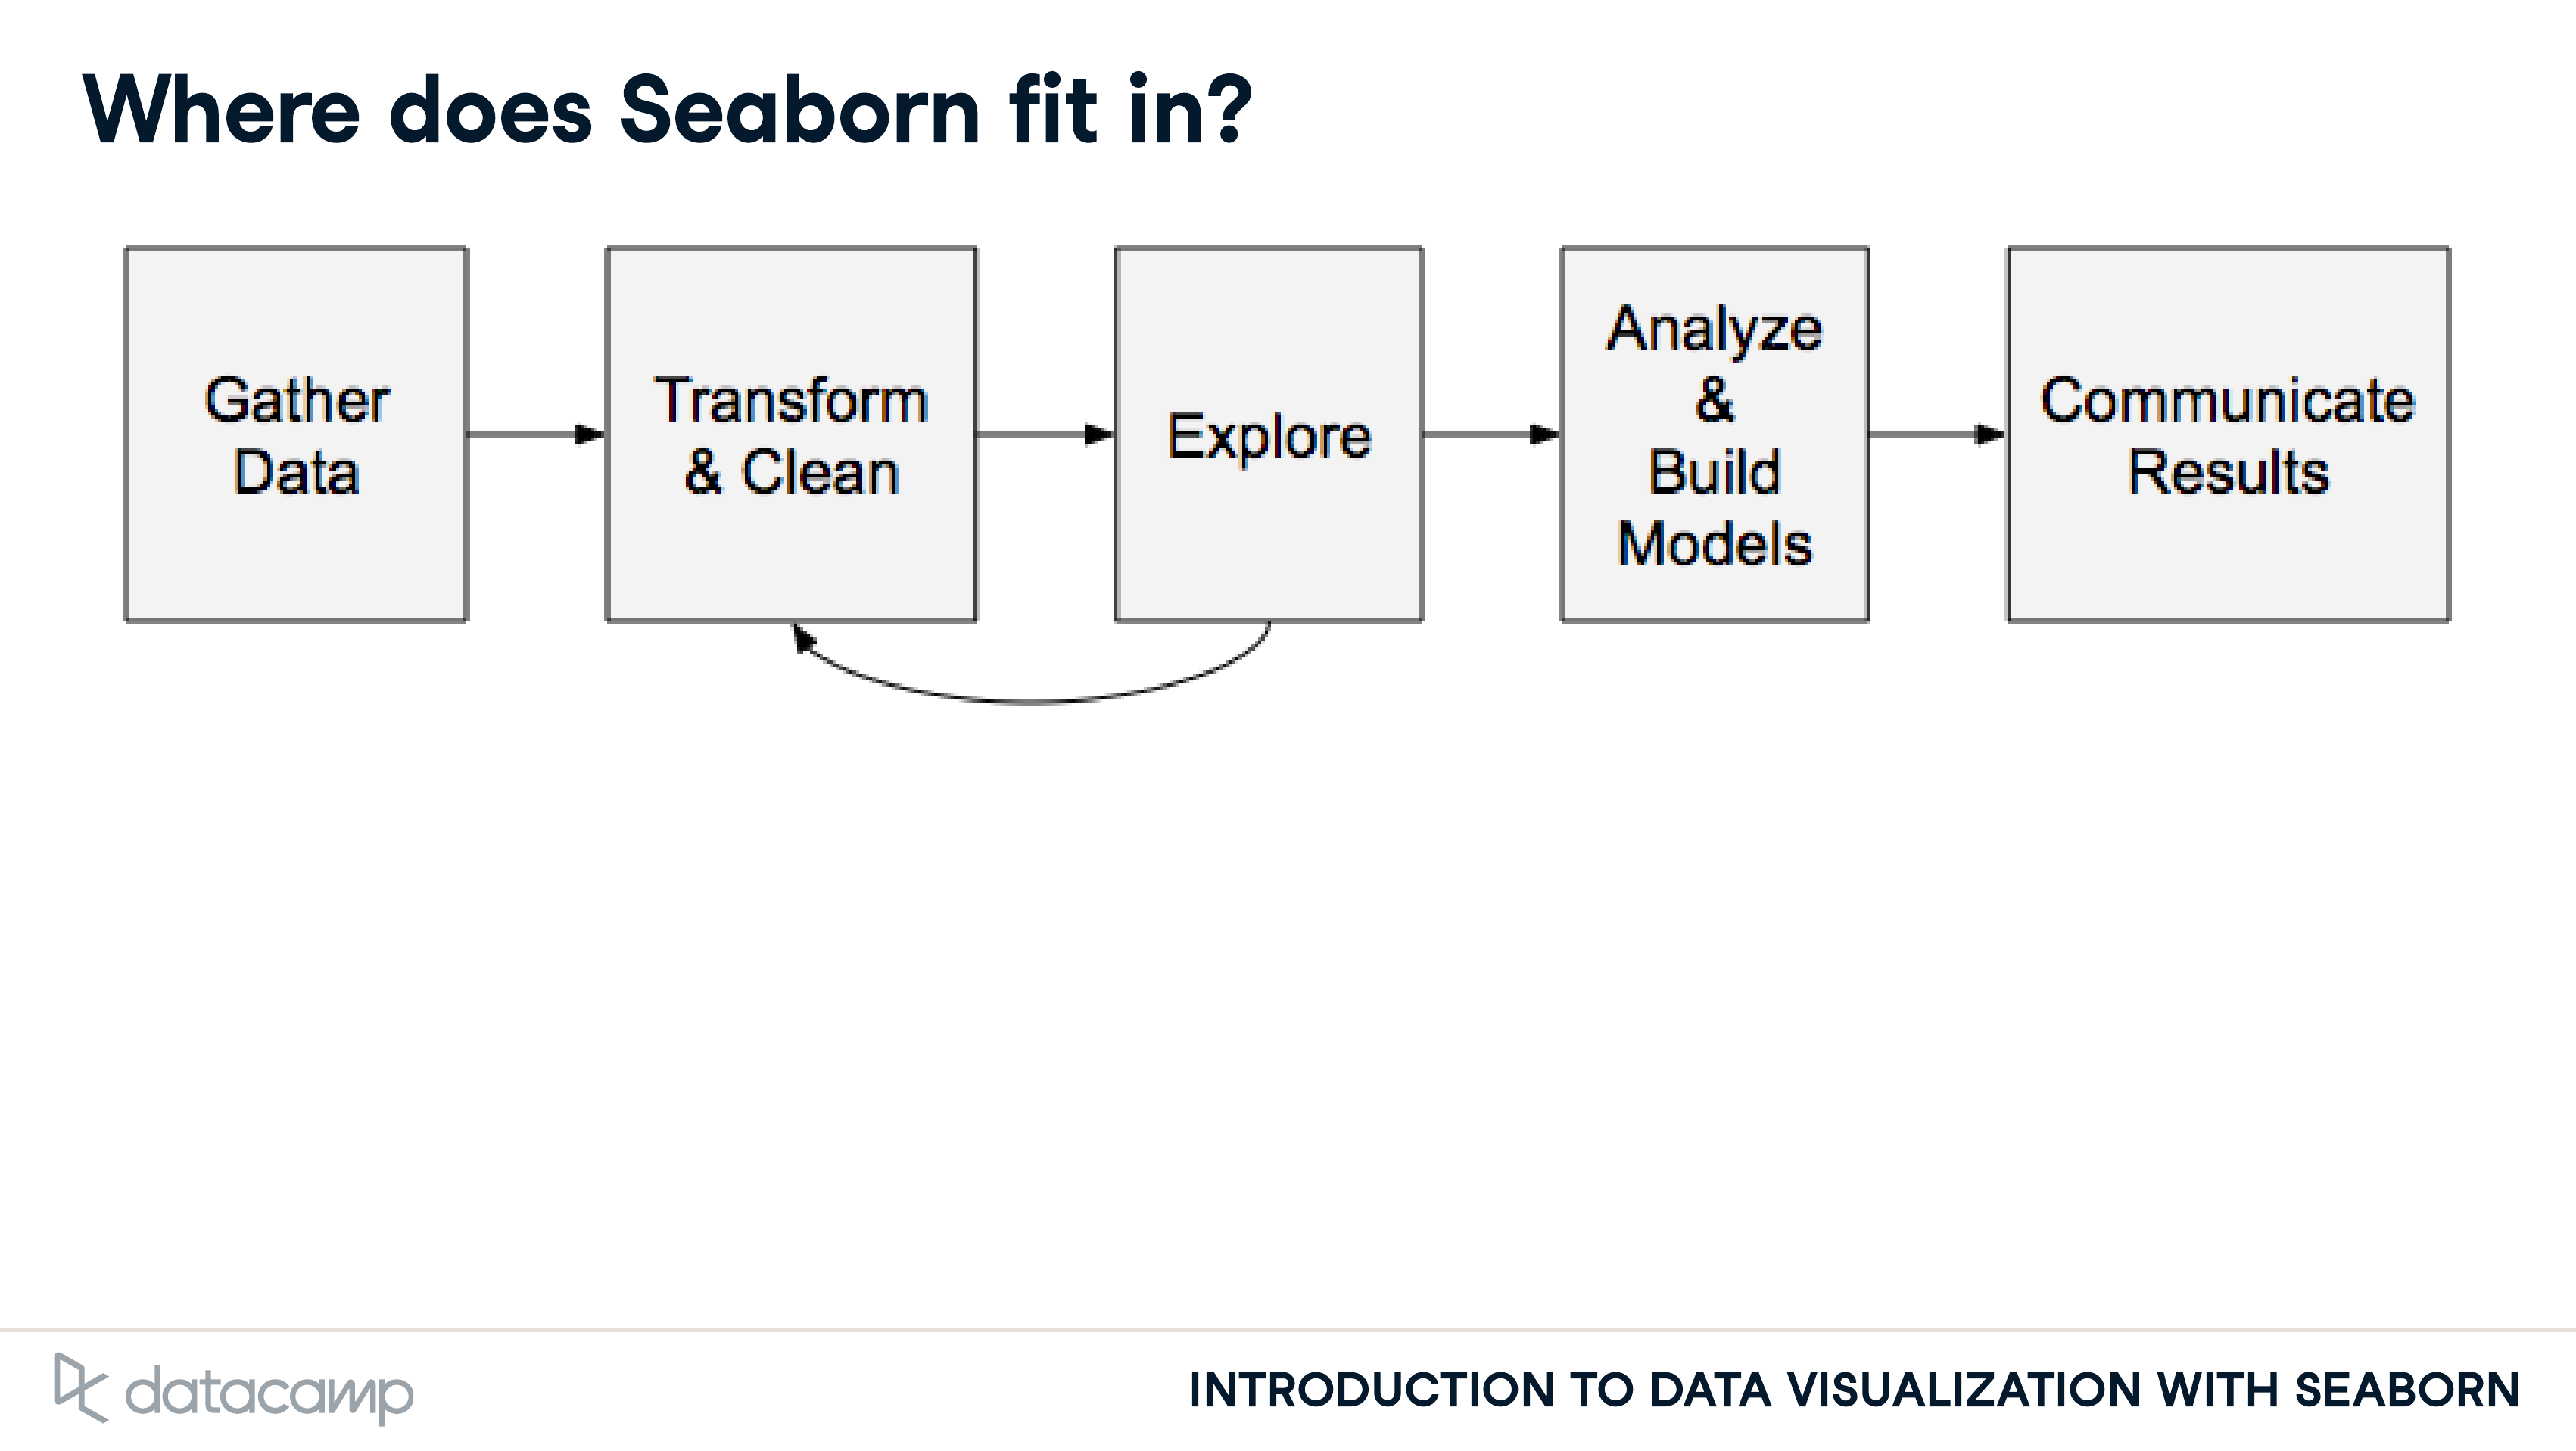 Where does Seaborn fit in?
Gather
Data
Transform
& Clean
Explore
Analyze
&
Build
Models
Communicate
Results
datacamp
INTRODUCTION TO DATA VISUALIZATION WITH SEABORN